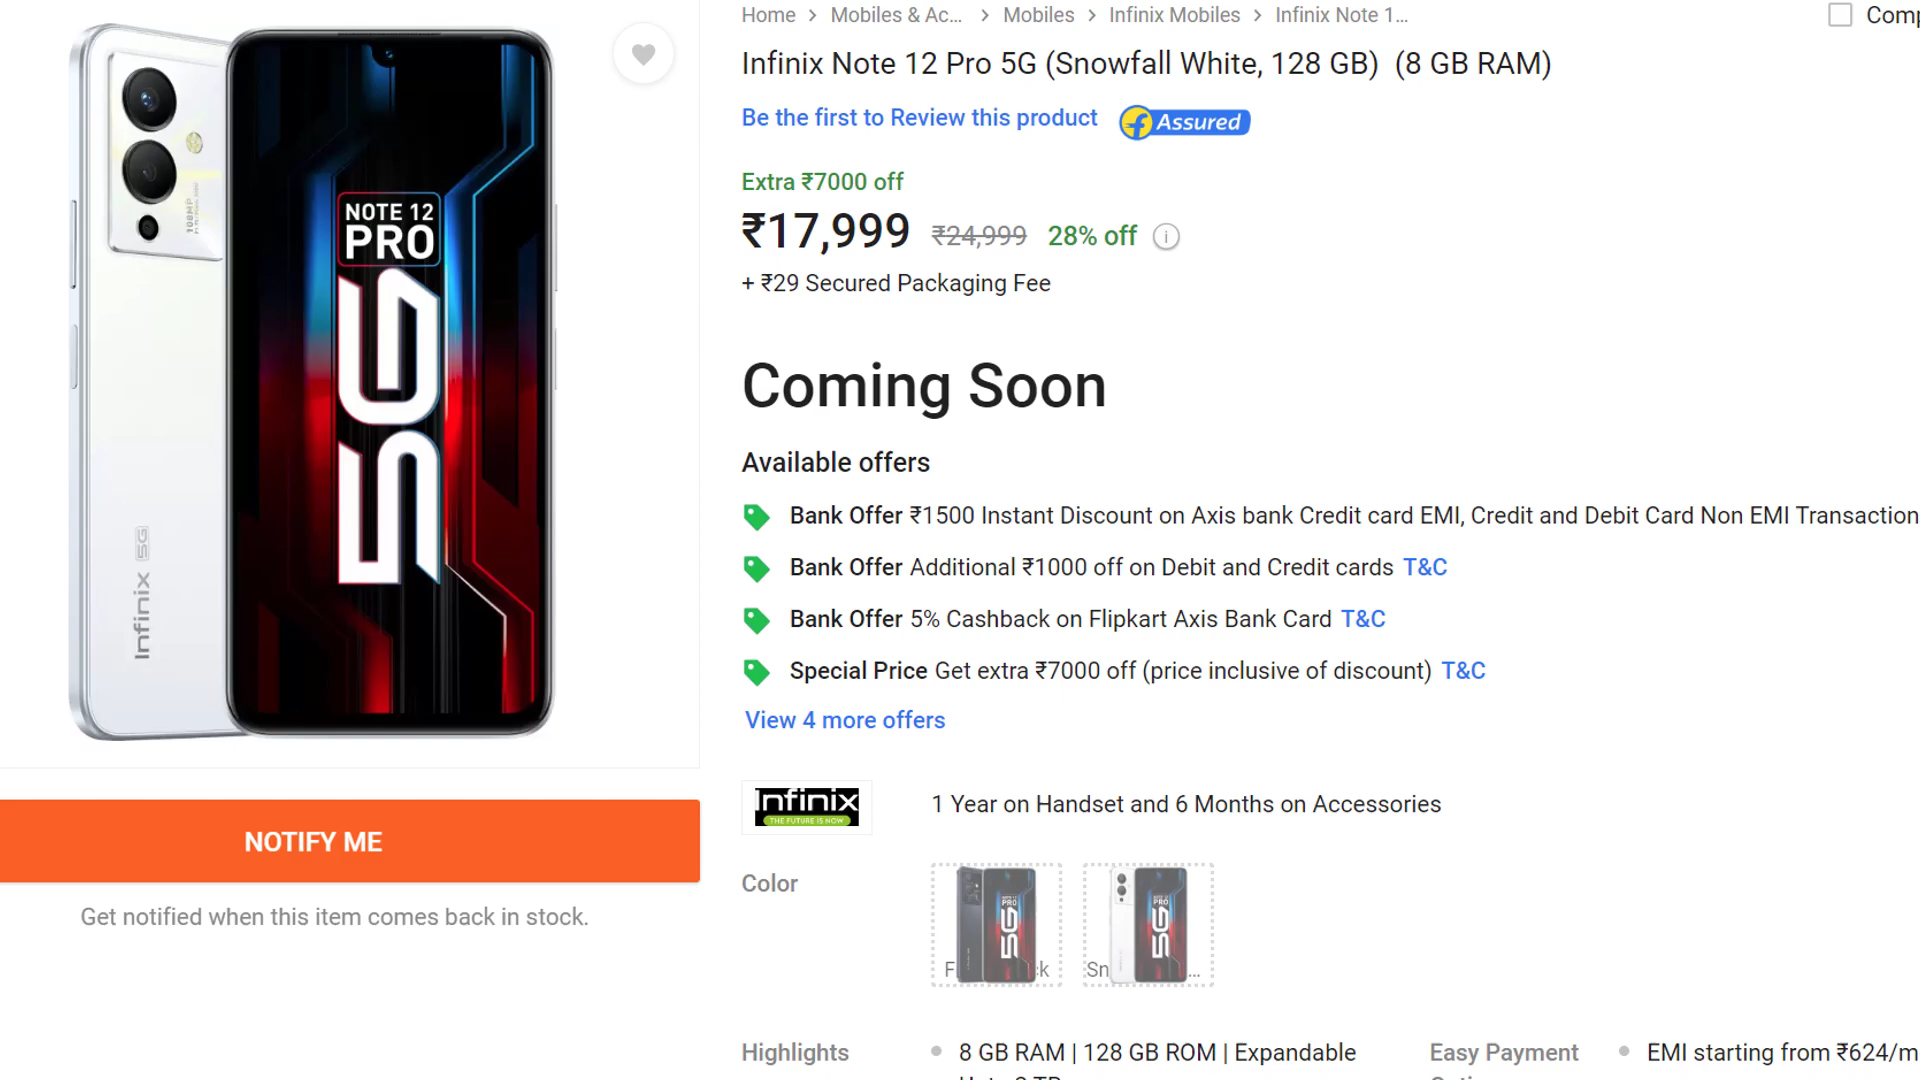 Home > Mobiles & Ac... > Mobiles > Infinix Mobiles > Infinix Note 1...
Infinix Note 12 Pro 5G (Snowfall White, 128 GB) (8 GB RAM)
Be the first to Review this product
f Assured
Extra ₹7000 off
₹17,999 ₹24,999 28% off i
+ ₹29 Secured Packaging Fee
Coming Soon
Available offers
Bank Offer ₹1500 Instant Discount on Axis bank Credit card EMI, Credit and Debit Card Non EMI Transaction
Bank Offer Additional ₹1000 off on Debit and Credit cards T&C
Bank Offer 5% Cashback on Flipkart Axis Bank Card T&C
Special Price Get extra ₹7000 off (price inclusive of discount) T&C
View 4 more offers
Infinix
THE FUTURE IS NOW
1 Year on Handset and 6 Months on Accessories
Color
NOTE 12
PRO
5G
Infinix 5G
108MP
NOTIFY ME
Get notified when this item comes back in stock.
Highlights
8 GB RAM | 128 GB ROM | Expandable
Easy Payment
EMI starting from ₹624/m